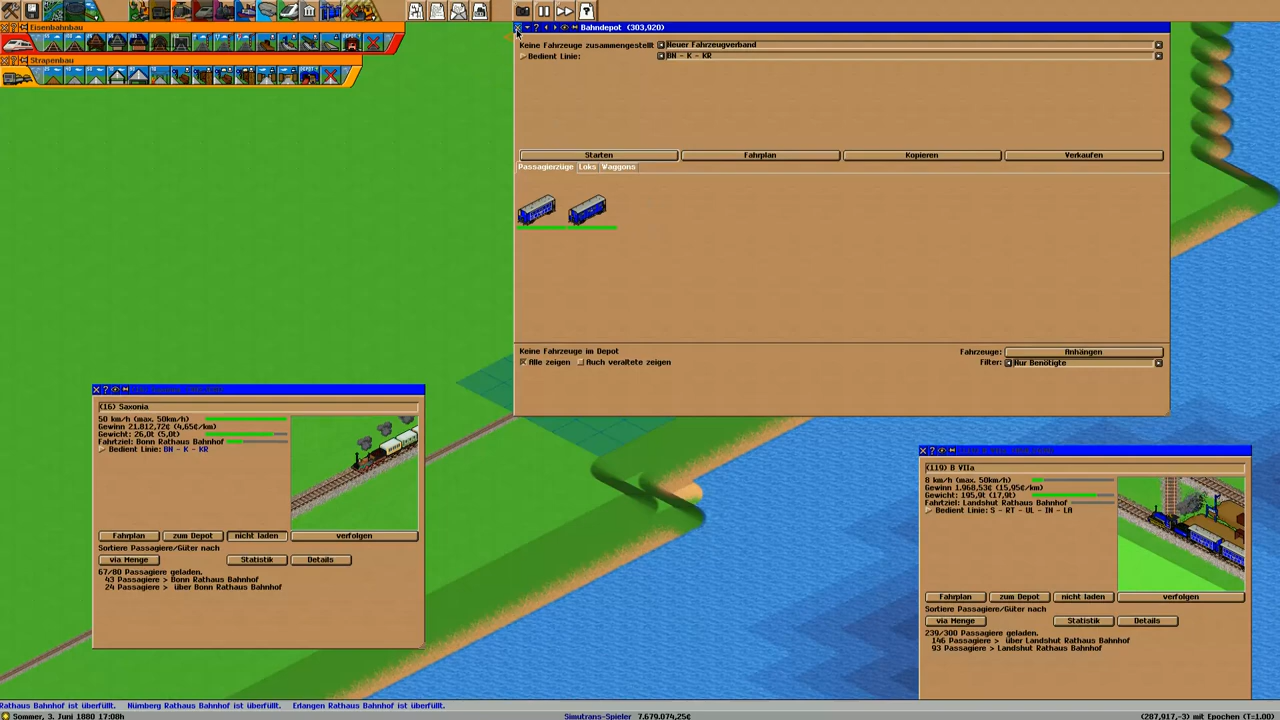 Eisenbahnbau
Straßenbau
Bahndepot (303,920)
Keine Fahrzeuge zusammengestellt
Neuer Fahrzeugverband
Bedient Linie:
BN - K - KR
Starten
Fahrplan
Kopieren
Verkaufen
Passagierzüge Loks Waggons
Keine Fahrzeuge im Depot
Fahrzeuge:
Anhängen
Alle zeigen
Auch veraltete zeigen
Filter:
Nur Benötigte
(16) Saxonia
50 km/h (max. 50km/h)
Gewinn 21.812,72¢ (4,65¢/km)
Gewicht: 26,0t (5,0t)
Fahrtziel: Bonn Rathaus Bahnhof
Bedient Linie: BN - K - KR
Fahrplan
zum Depot
nicht laden
verfolgen
Sortiere Passagiere/Güter nach
via Menge
Statistik
Details
67/80 Passagiere geladen.
43 Passagiere > Bonn Rathaus Bahnhof
24 Passagiere > über Bonn Rathaus Bahnhof
(119) B VIIa
8 km/h (max. 50km/h)
Gewinn 1.968,53¢ (15,95¢/km)
Gewicht: 195,9t (17,9t)
Fahrtziel: Landshut Rathaus Bahnhof
Bedient Linie: S - RT - UL - IN - LA
Fahrplan
zum Depot
nicht laden
verfolgen
Sortiere Passagiere/Güter nach
via Menge
Statistik
Details
239/300 Passagiere geladen.
146 Passagiere > über Landshut Rathaus Bahnhof
93 Passagiere > Landshut Rathaus Bahnhof
Rathaus Bahnhof ist überfüllt. Nürnberg Rathaus Bahnhof ist überfüllt. Erlangen Rathaus Bahnhof ist überfüllt.
Sommer, 3. Juni 1880 17:08h
Simutrans-Spieler 7.679.074,25¢
(287,917,-3) mit Epochen (T=1.00)